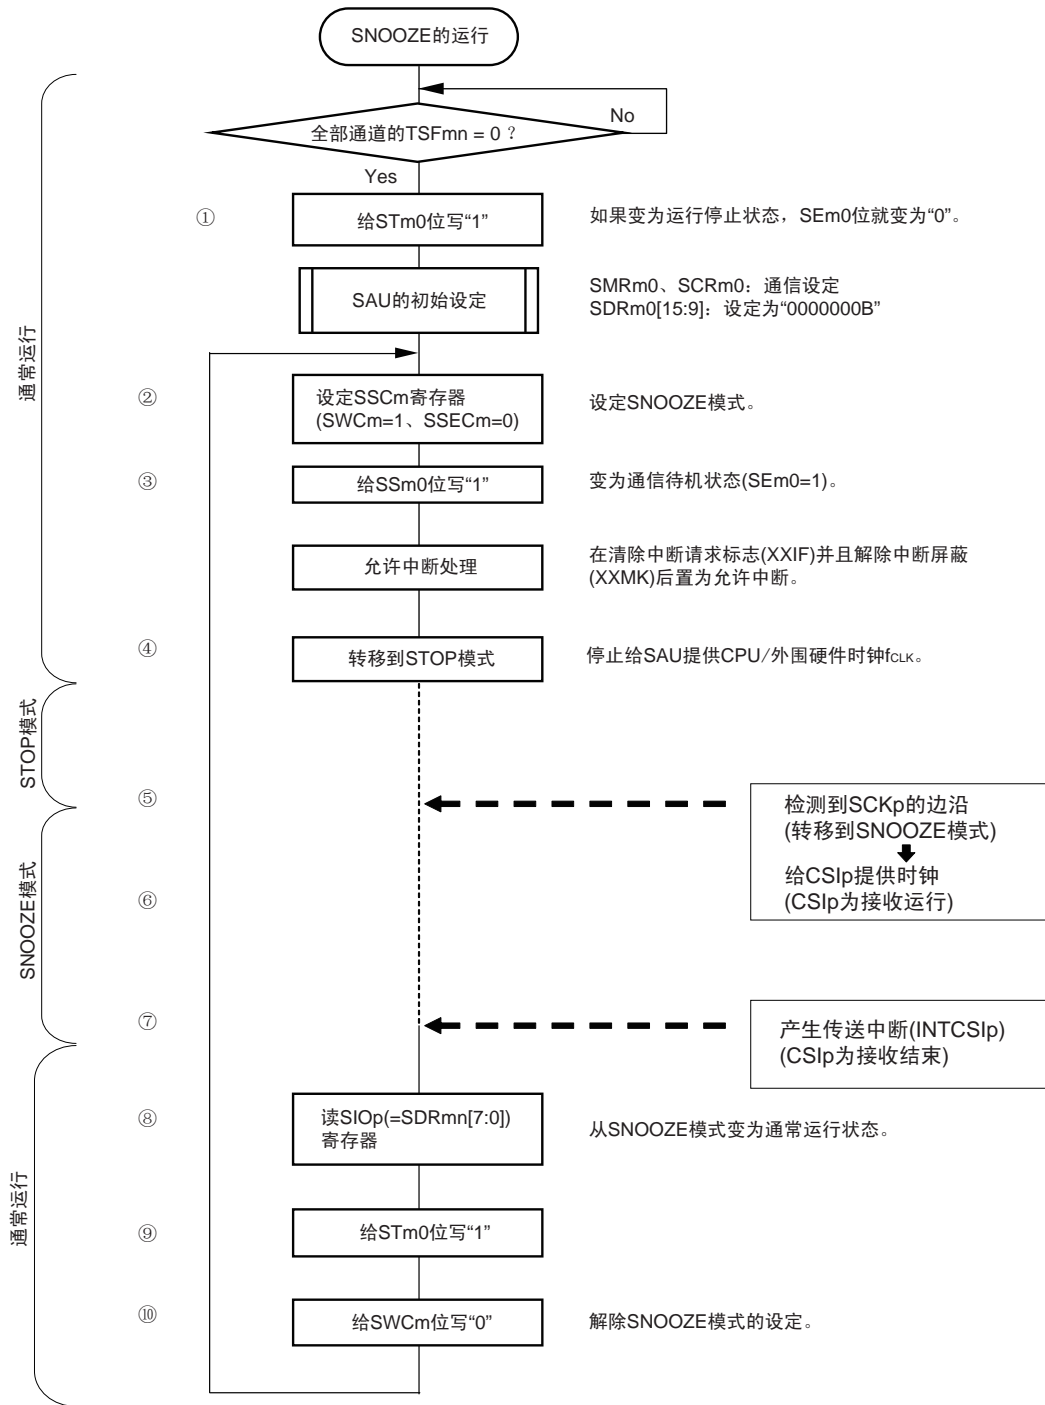 SNOOZE的运行
No
全部通道的TSFmn = 0 ?
Yes
①
给STm0位写“1”
如果变为运行停止状态，SEm0位就变为“0”。
SAU的初始设定
SMRm0、SCRm0：通信设定
SDRm0[15:9]：设定为“0000000B”
通常运行
②
设定SSCm寄存器
(SWCm=1、SSECm=0)
设定SNOOZE模式。
③
给SSm0位写“1”
变为通信待机状态(SEm0=1)。
允许中断处理
在清除中断请求标志(XXIF)并且解除中断屏蔽
(XXMK)后置为允许中断。
④
转移到STOP模式
停止给SAU提供CPU/外围硬件时钟fCLK。
STOP模式
⑤
检测到SCKp的边沿
(转移到SNOOZE模式)
给CSIp提供时钟
(CSIp为接收运行)
SNOOZE模式
⑥
⑦
产生传送中断(INTCSIp)
(CSIp为接收结束)
⑧
读SIOp(=SDRmn[7:0])
寄存器
从SNOOZE模式变为通常运行状态。
通常运行
⑨
给STm0位写“1”
⑩
给SWCm位写“0”
解除SNOOZE模式的设定。